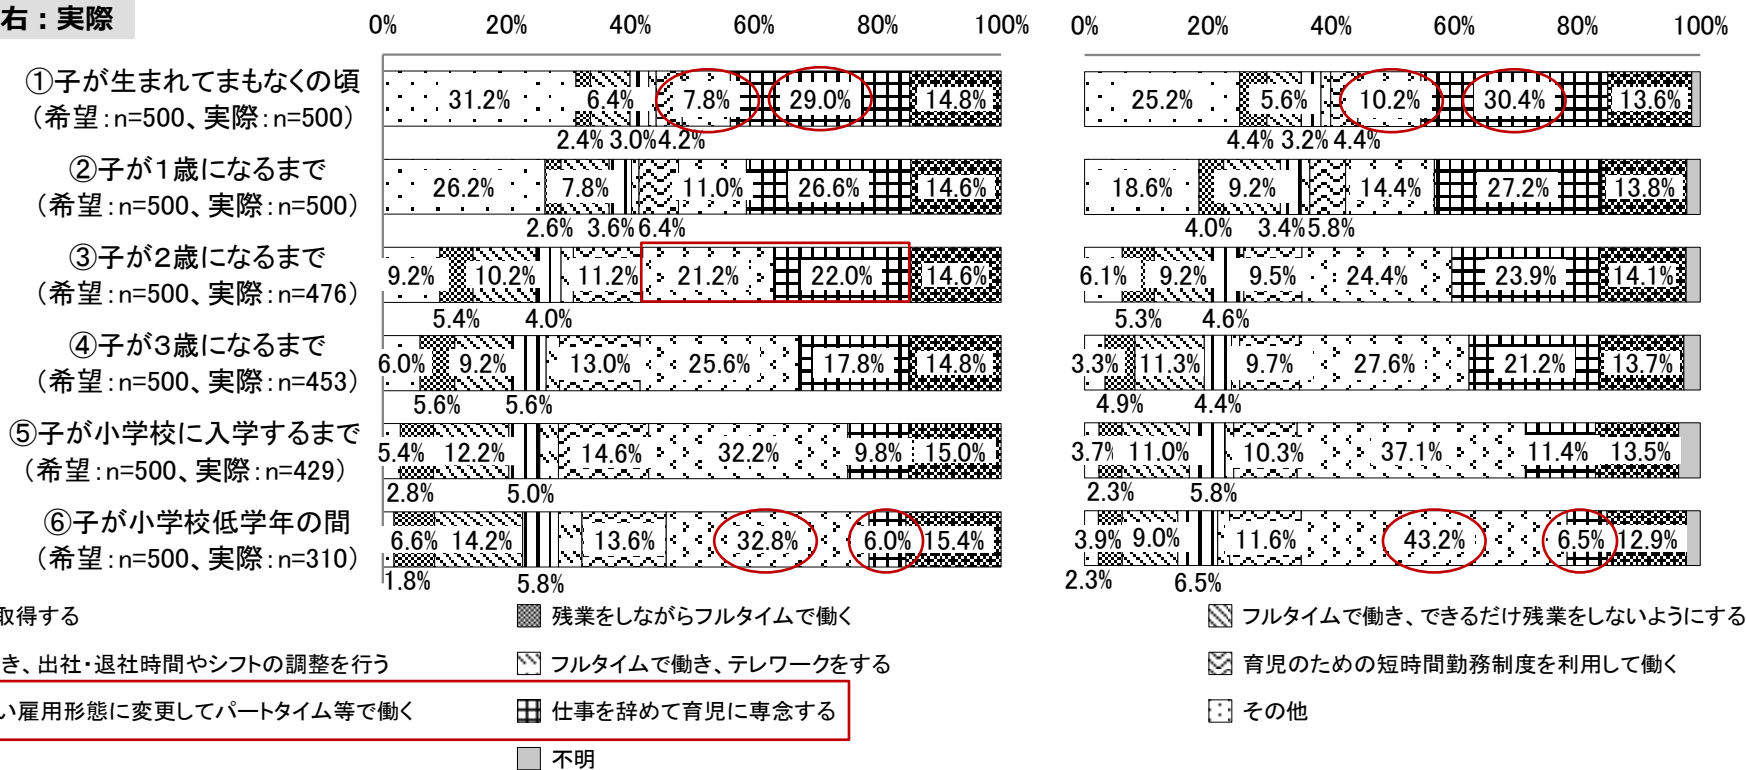 右：実際
0% 20% 40% 60% 80% 100%
0% 20% 40% 60% 80% 100%
①子が生まれてまもなくの頃
（希望：n=500、実際：n=500）
31.2% 6.4% 7.8% 29.0% 14.8%
2.4% 3.0% 4.2%
25.2% 5.6% 10.2% 30.4% 13.6%
4.4% 3.2% 4.4%
②子が１歳になるまで
（希望：n=500、実際：n=500）
26.2% 7.8% 11.0% 26.6% 14.6%
2.6% 3.6% 6.4%
18.6% 9.2% 14.4% 27.2% 13.8%
4.0% 3.4% 5.8%
③子が２歳になるまで
（希望：n=500、実際：n=476）
9.2% 10.2% 11.2% 21.2% 22.0% 14.6%
5.4% 4.0%
6.1% 9.2% 9.5% 24.4% 23.9% 14.1%
5.3% 4.6%
④子が３歳になるまで
（希望：n=500、実際：n=453）
6.0% 9.2% 13.0% 25.6% 17.8% 14.8%
5.6% 5.6%
3.3% 11.3% 9.7% 27.6% 21.2% 13.7%
4.9% 4.4%
⑤子が小学校に入学するまで
（希望：n=500、実際：n=429）
5.4% 12.2% 14.6% 32.2% 9.8% 15.0%
2.8% 5.0%
3.7% 11.0% 10.3% 37.1% 11.4% 13.5%
2.3% 5.8%
⑥子が小学校低学年の間
（希望：n=500、実際：n=310）
6.6% 14.2% 13.6% 32.8% 6.0% 15.4%
1.8% 5.8%
3.9% 9.0% 11.6% 43.2% 6.5% 12.9%
2.3% 6.5%
取得する
残業をしながらフルタイムで働く
フルタイムで働き、できるだけ残業をしないようにする
き、出社・退社時間やシフトの調整を行う
フルタイムで働き、テレワークをする
育児のための短時間勤務制度を利用して働く
い雇用形態に変更してパートタイム等で働く
仕事を辞めて育児に専念する
その他
不明